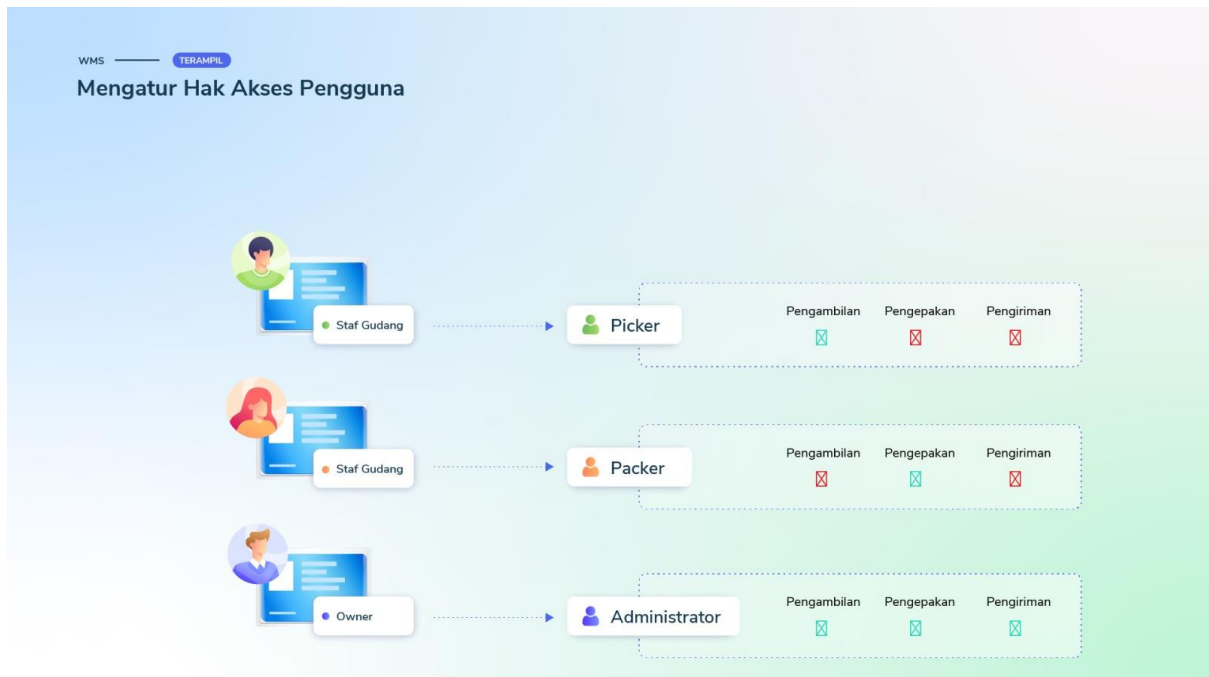 WMS TERAMPIL
Mengatur Hak Akses Pengguna
Staf Gudang Picker Pengambilan Pengepakan Pengiriman
Staf Gudang Packer Pengambilan Pengepakan Pengiriman
Owner Administrator Pengambilan Pengepakan Pengiriman